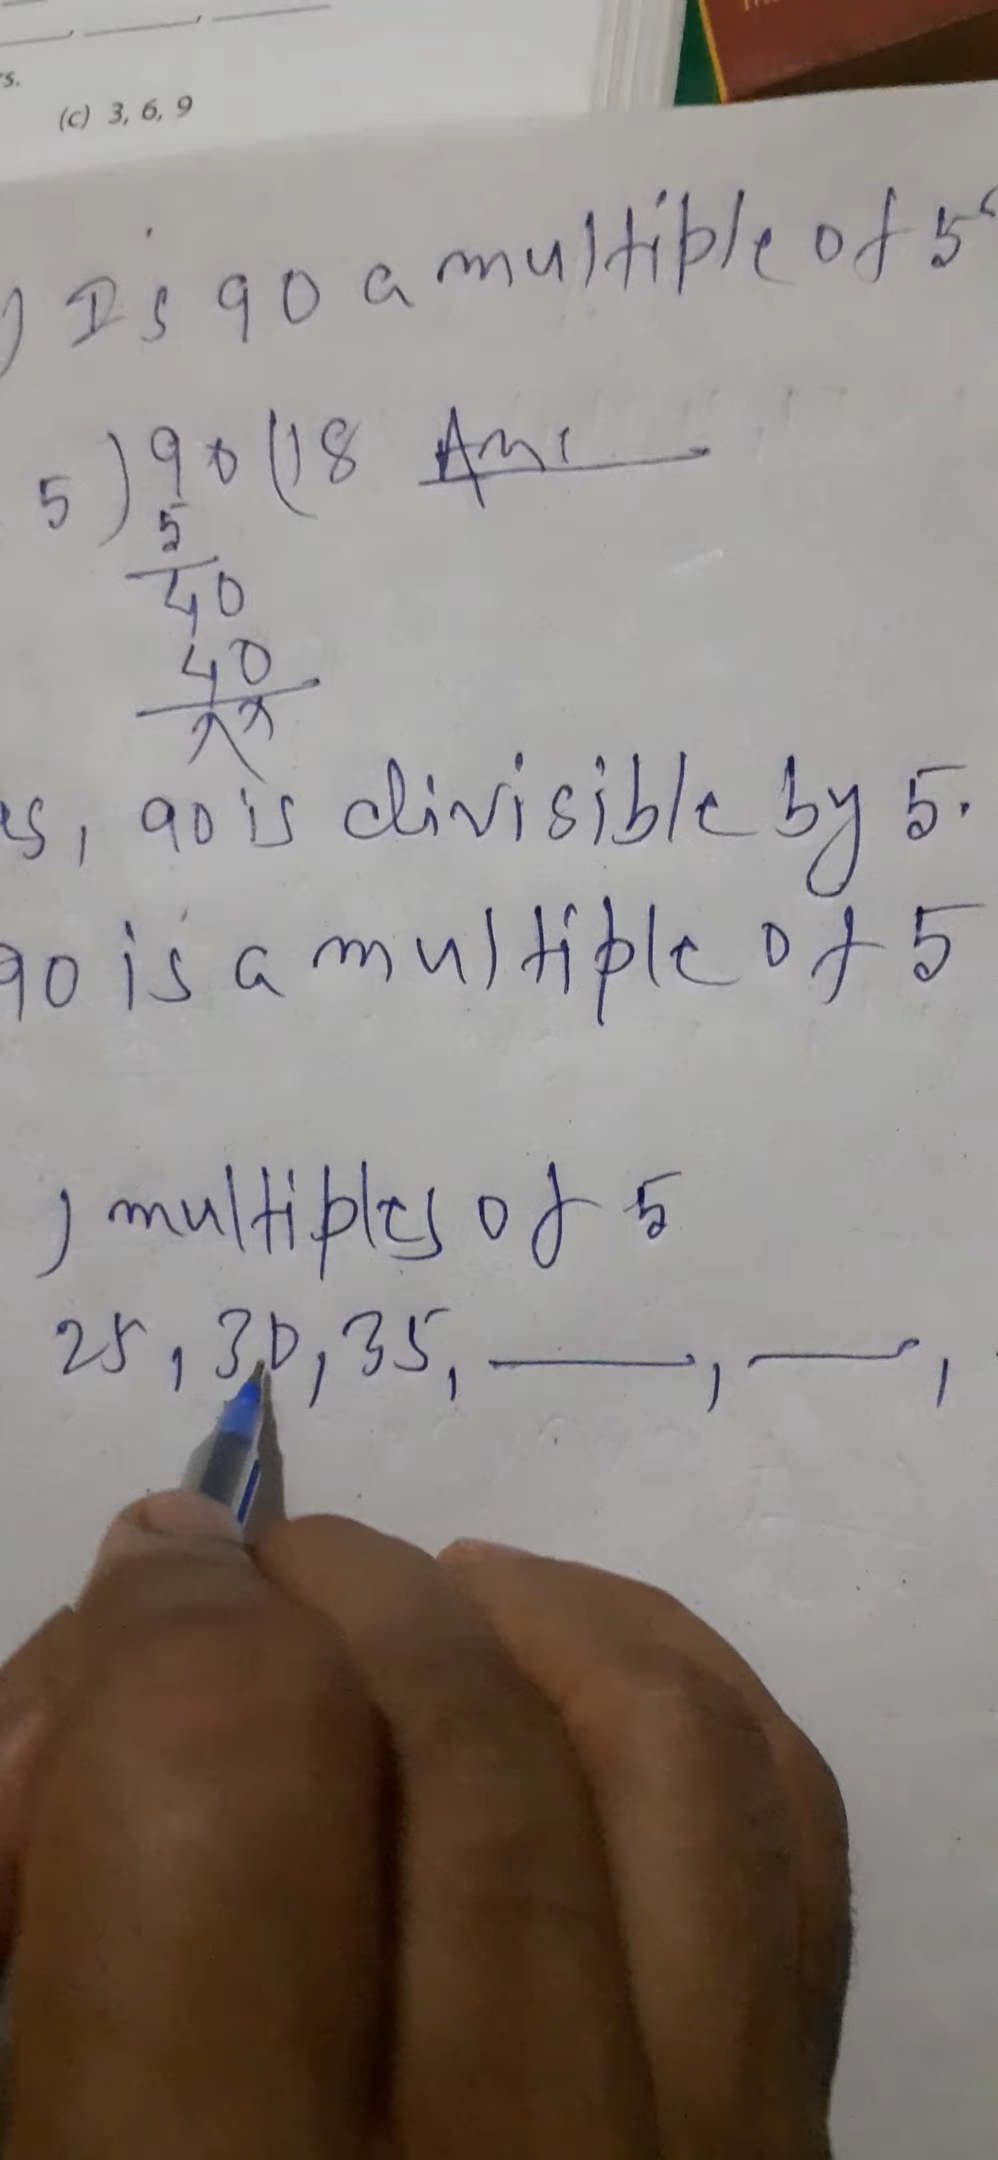 s.
(c) 3, 6, 9
) Is 90 a multiple of 5
5)90(18 Ans
5
40
40
xx
es, 90 is divisible by 5.
90 is a multiple of 5
) multiples of 5
25, 30, 35, ___, ___,